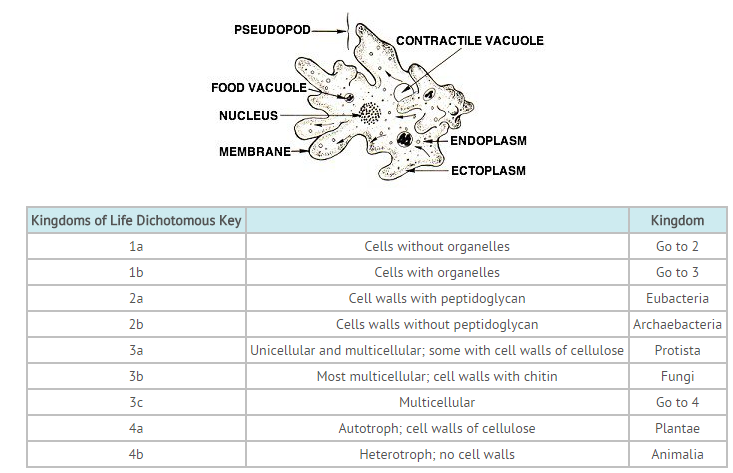 PSEUDOPOD
CONTRACTILE VACUOLE
FOOD VACUOLE
NUCLEUS
MEMBRANE
ENDOPLASM
ECTOPLASM
Kingdoms of Life Dichotomous Key Kingdom
1a Cells without organelles Go to 2
1b Cells with organelles Go to 3
2a Cell walls with peptidoglycan Eubacteria
2b Cells walls without peptidoglycan Archaebacteria
3a Unicellular and multicellular; some with cell walls of cellulose Protista
3b Most multicellular; cell walls with chitin Fungi
3c Multicellular Go to 4
4a Autotroph; cell walls of cellulose Plantae
4b Heterotroph; no cell walls Animalia